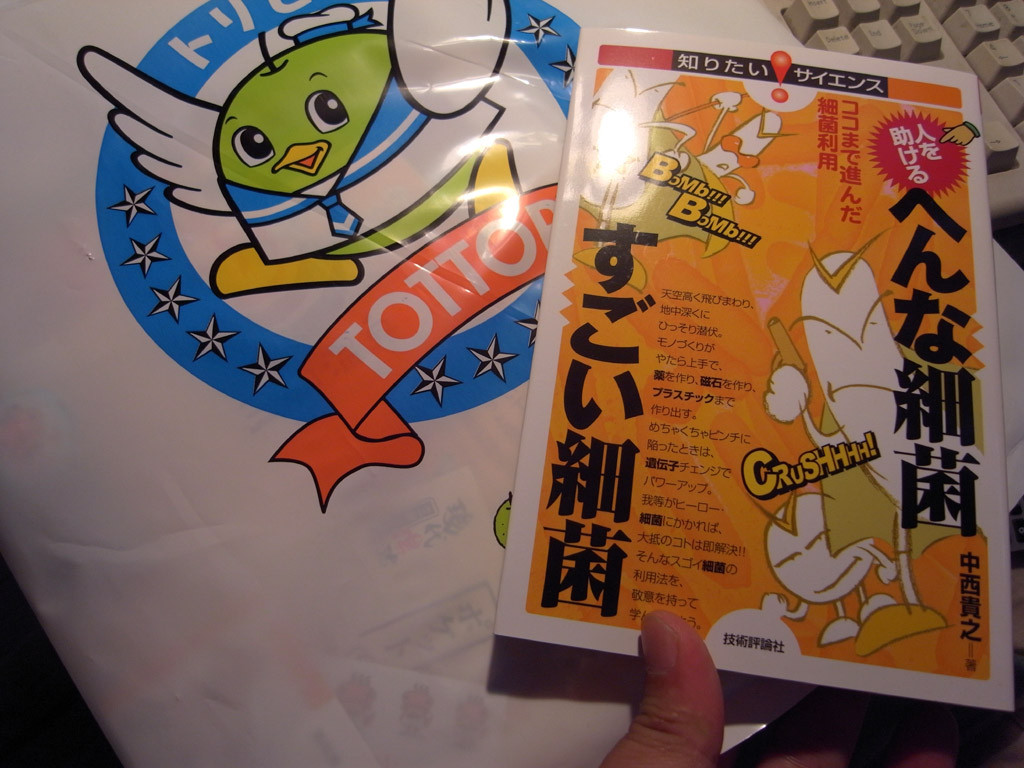 トリピ
TOTTOR
知りたい!サイエンス
人を
助ける
へんな細菌
すごい細菌
ココまで進んだ
細菌利用
BOMb!!!
BOMb!!!
CRUSHHHH!
天空高く飛びまわり、
地中深くに
ひっそり潜伏。
モノづくりが
やたら上手で、
薬を作り、磁石を作り、
プラスチックまで
作り出す。
めちゃくちゃピンチに
陥ったときは、
遺伝子チェンジで
パワーアップ。
我等がヒーロー・
細菌にかかれば、
大抵のコトは即解決!!
そんなスゴイ細菌の
利用法を、
敬意を持って
中西貴之=著
技術評論社